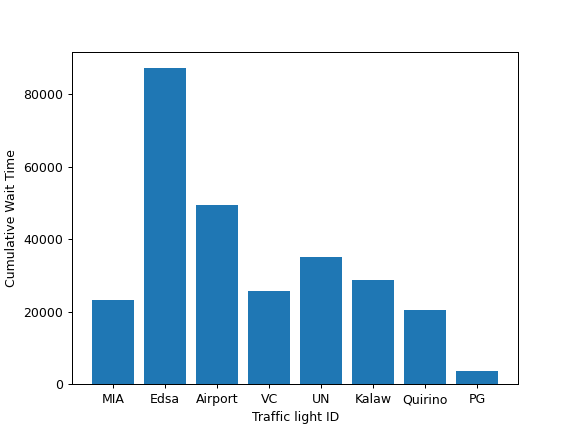 80000
60000
40000
20000
0
Cumulative Wait Time
MIA Edsa Airport VC UN Kalaw Quirino PG
Traffic light ID